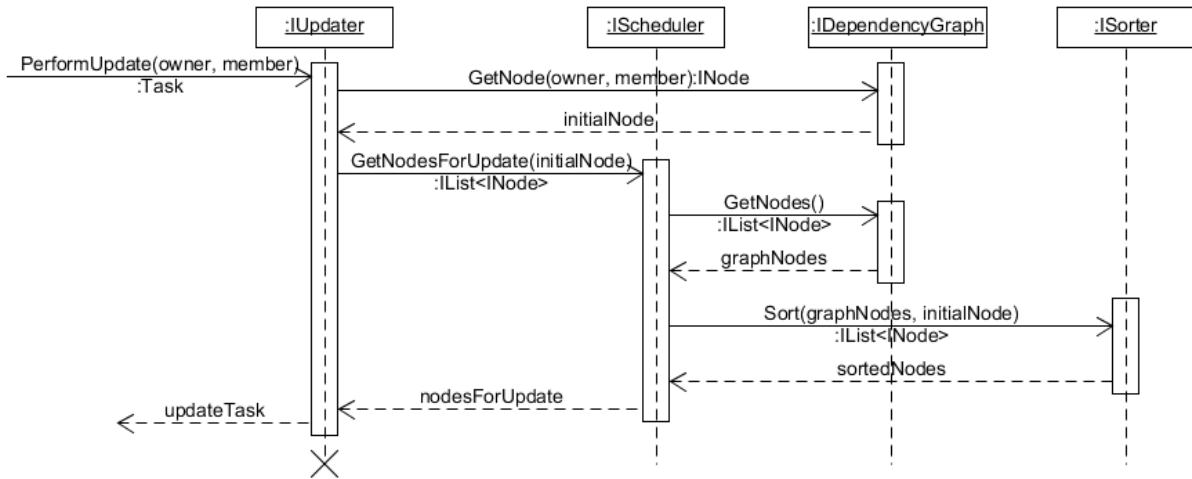 :IUpdater
:IScheduler
:IDependencyGraph
:ISorter
PerformUpdate(owner, member)
:Task
GetNode(owner, member):INode
initialNode
GetNodesForUpdate(initialNode)
:IList<INode>
GetNodes()
:IList<INode>
graphNodes
Sort(graphNodes, initialNode)
:IList<INode>
sortedNodes
nodesForUpdate
updateTask